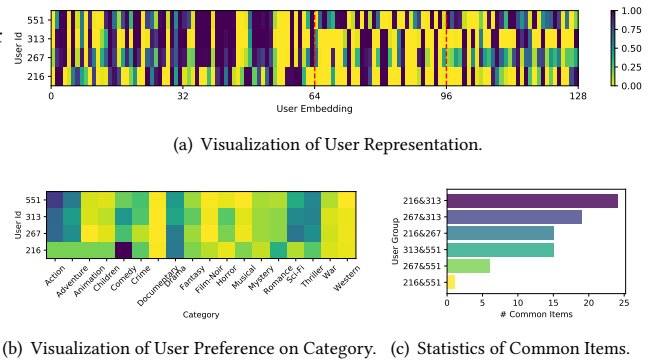 551
313
267
216
User Id
0 32 64 96 128
User Embedding
1.00
0.75
0.50
0.25
0.00
(a) Visualization of User Representation.
551
313
267
216
User Id
Action
Adventure
Animation
Children
Comedy
Crime
Documentary
Drama
Fantasy
Film-Noir
Horror
Musical
Mystery
Romance
Sci-Fi
Thriller
War
Western
Category
216&313
267&313
216&267
313&551
267&551
216&551
User Group
0 5 10 15 20 25
# Common Items
(b) Visualization of User Preference on Category. (c) Statistics of Common Items.